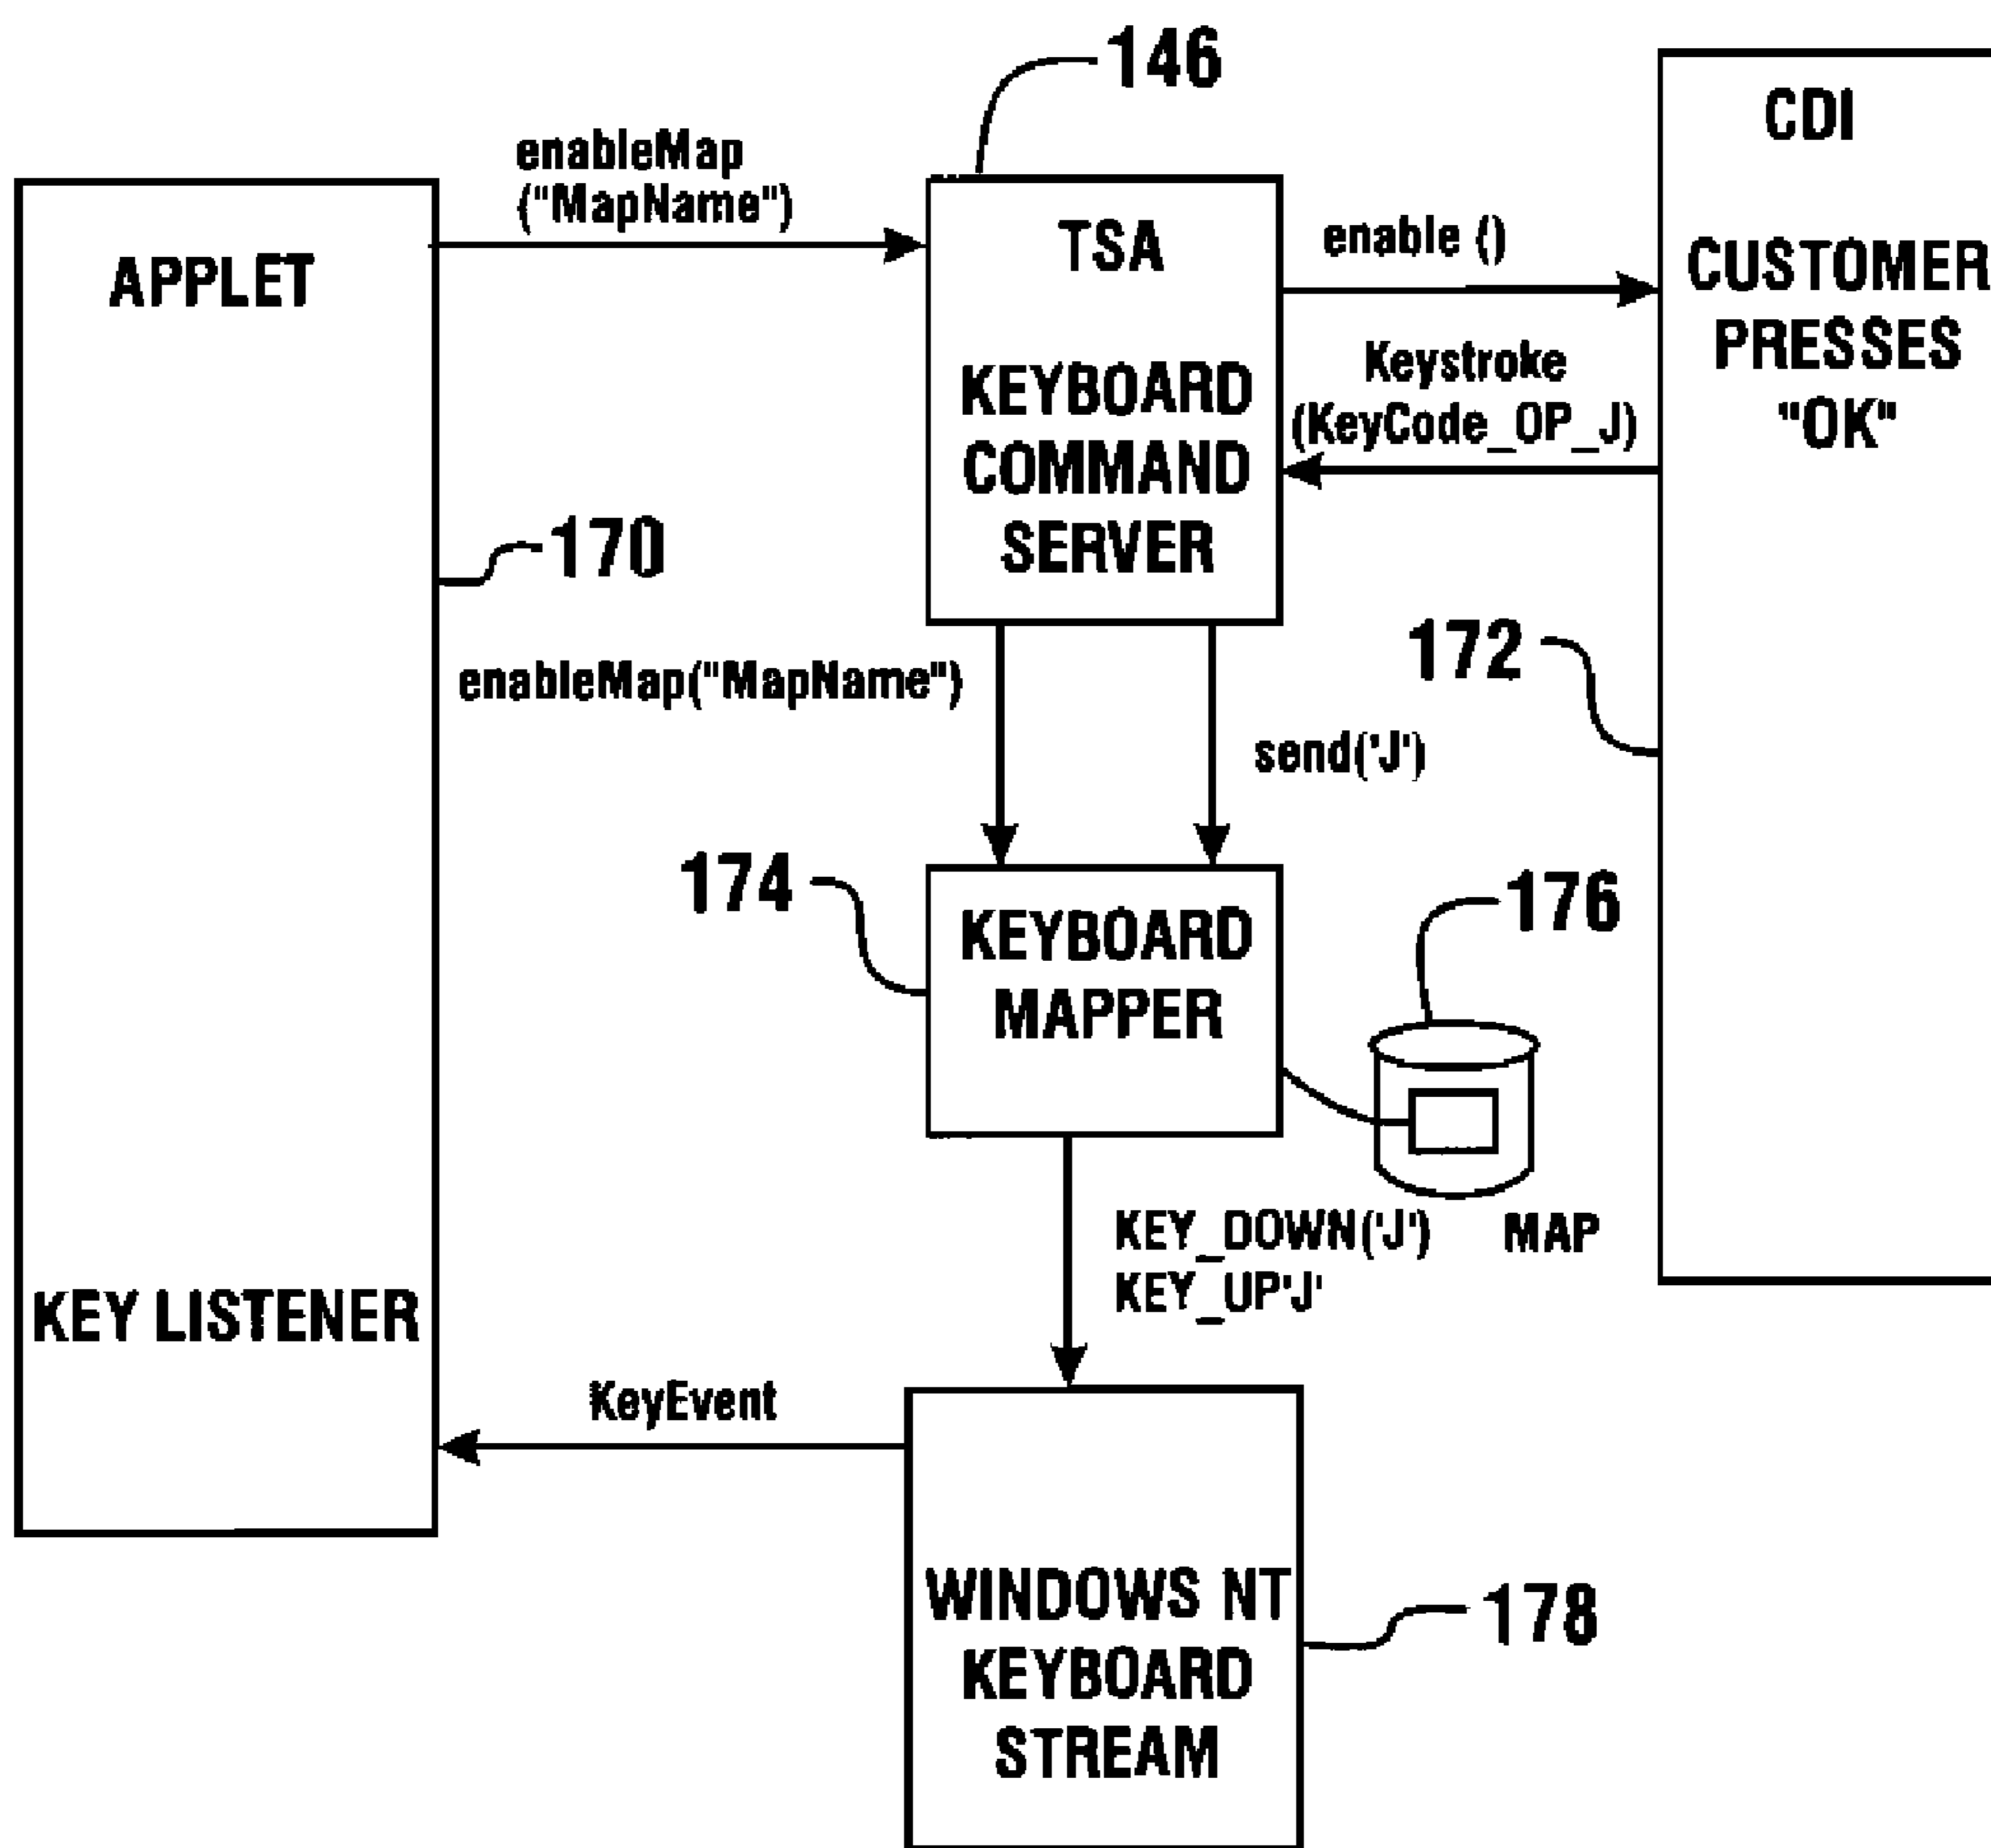 146
CDI
enableMap
("MapName")
APPLET
TSA
enable ()
CUSTOMER
PRESSES
"OK"
KEYBOARD
COMMAND
SERVER
Keystroke
(KeyCode_OP_J)
170
172
enableMap("MapName")
send('J')
174
KEYBOARD
MAPPER
176
KEY_DOWN('J')
KEY_UP'J'
MAP
KEY LISTENER
KeyEvent
WINDOWS NT
KEYBOARD
STREAM
178